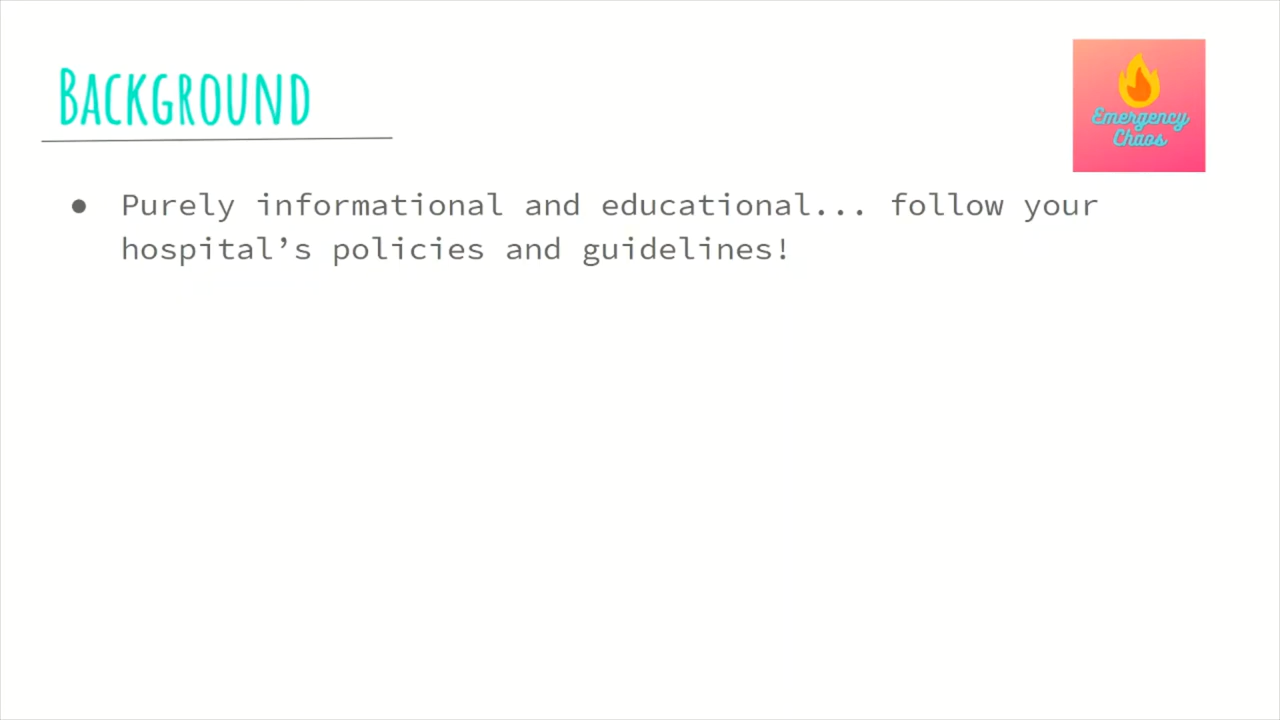 Background
Emergency
Chaos
● Purely informational and educational... follow your
hospital’s policies and guidelines!